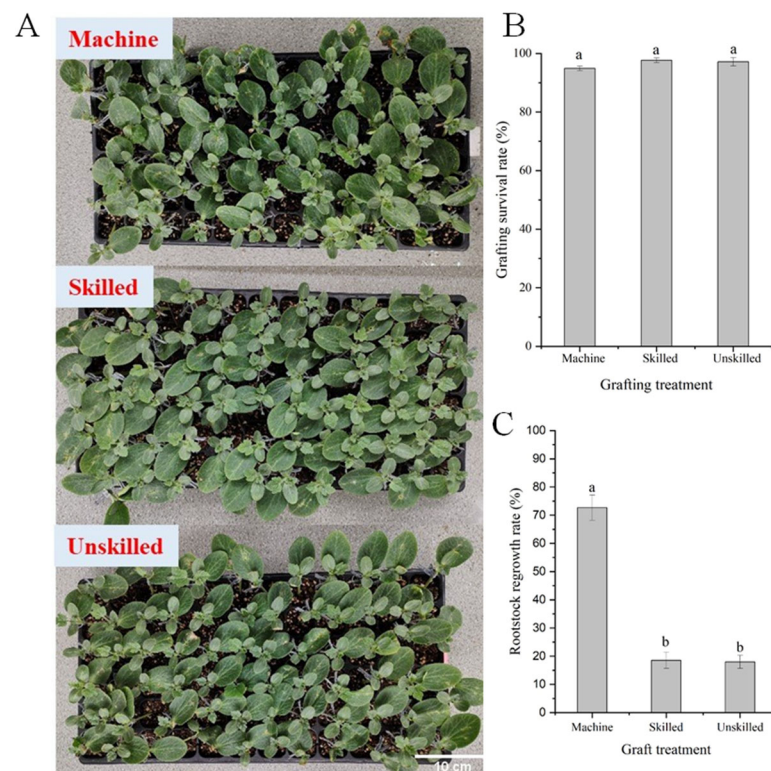 A
Machine
Skilled
Unskilled
10 cm
B
Grafting survival rate (%)
100
80
60
40
20
0
a
a
a
Machine
Skilled
Unskilled
Grafting treatment
C
Rootstock regrowth rate (%)
100
90
80
70
60
50
40
30
20
10
0
a
b
b
Machine
Skilled
Unskilled
Graft treatment